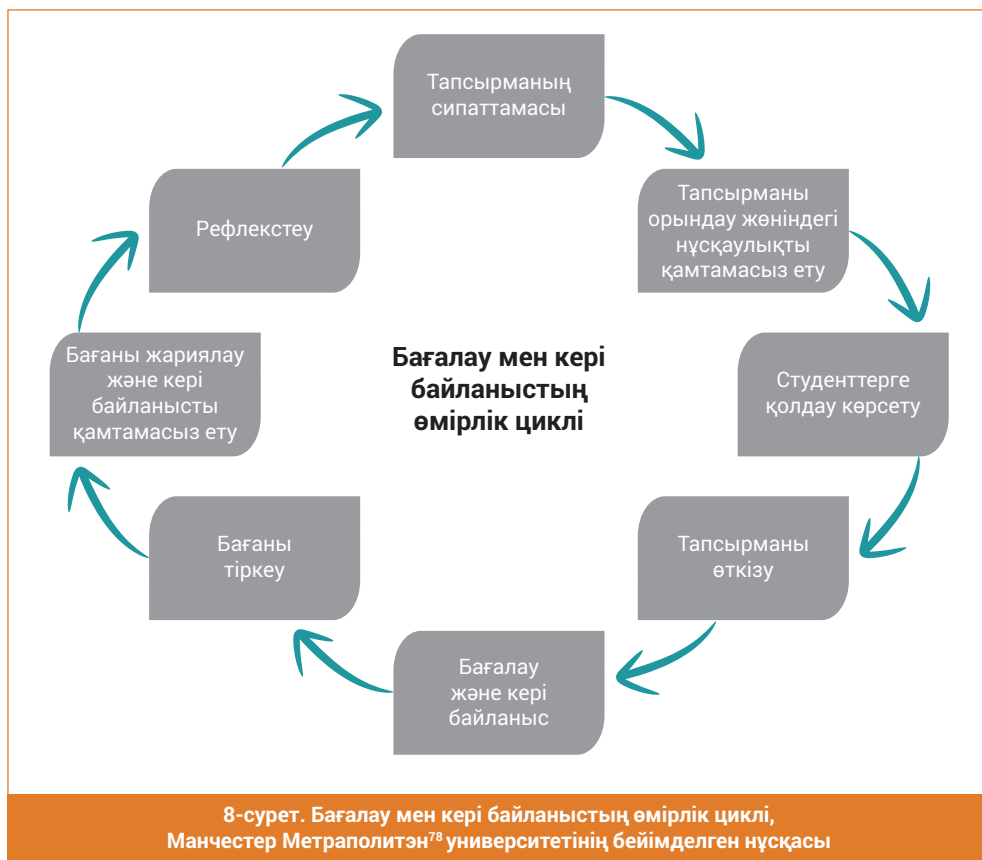 Тапсырманың
сипаттамасы
Тапсырманы
орындау жөніндегі
нұсқаулықты
қамтамасыз ету
Студенттерге
қолдау көрсету
Тапсырманы
өткізу
Бағалау
және кері
байланыс
Бағаны
тіркеу
Бағаны жариялау
және кері
байланысты
қамтамасыз ету
Рефлекстеу
Бағалау мен кері
байланыстың
өмірлік циклі
8-сурет. Бағалау мен кері байланыстың өмірлік циклі,
Манчестер Метраполитэн⁷⁸ университетінің бейімделген нұсқасы